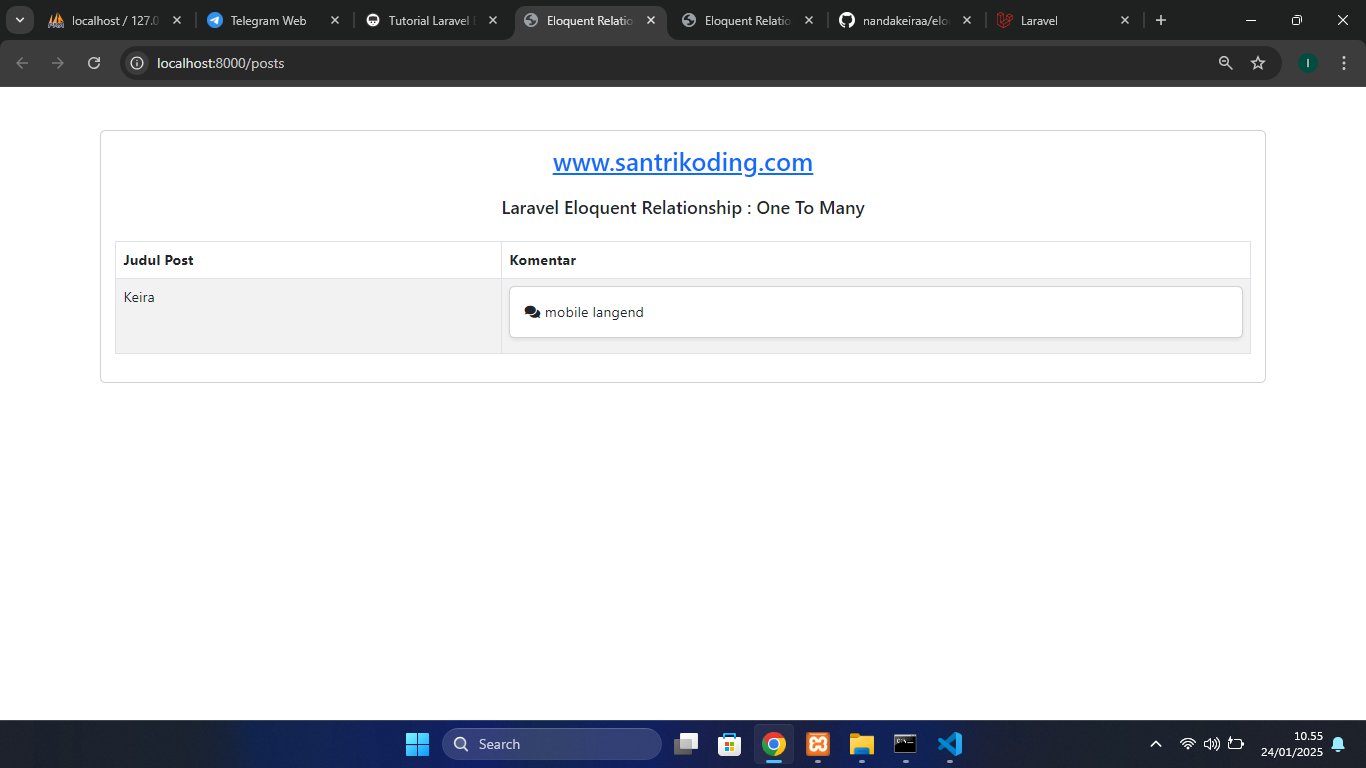 localhost / 127.0
Telegram Web
Tutorial Laravel
Eloquent Relatio
Eloquent Relatio
nandakeiraa/elo
Laravel
localhost:8000/posts
I
www.santrikoding.com
Laravel Eloquent Relationship : One To Many
Judul Post
Komentar
Keira
mobile langend
Search
10.55
24/01/2025